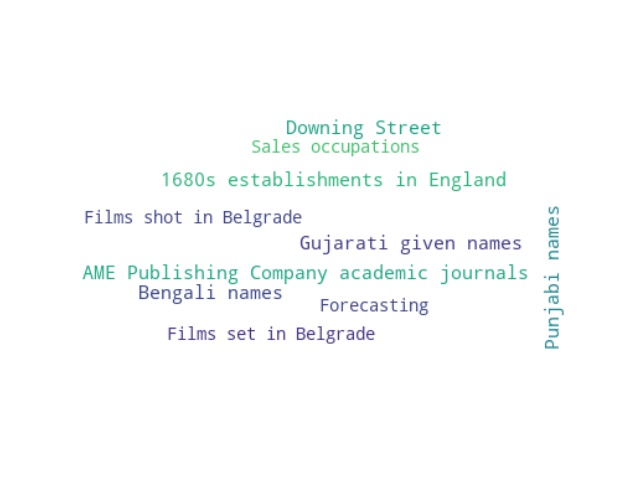 Downing Street
Sales occupations
1680s establishments in England
Films shot in Belgrade
Gujarati given names
AME Publishing Company academic journals
Bengali names
Forecasting
Films set in Belgrade
Punjabi names